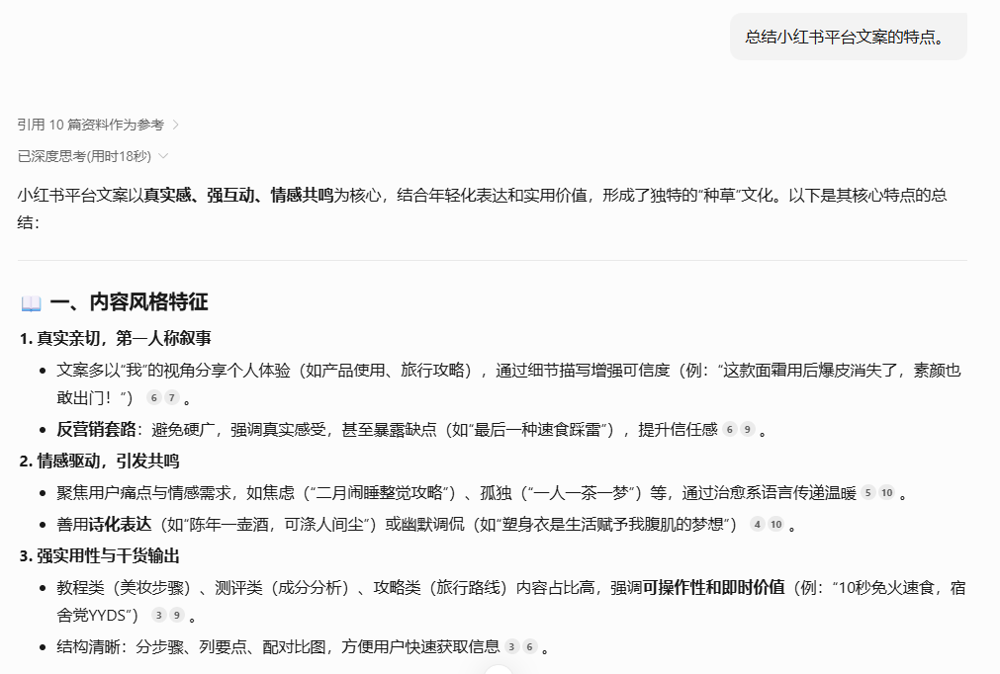 总结小红书平台文案的特点。
引用 10 篇资料作为参考
已深度思考(用时18秒)
小红书平台文案以真实感、强互动、情感共鸣为核心，结合年轻化表达和实用价值，形成了独特的“种草”文化。以下是其核心特点的总
结：
一、内容风格特征
1. 真实亲切，第一人称叙事
文案多以“我”的视角分享个人体验（如产品使用、旅行攻略），通过细节描写增强可信度（例：“这款面霜用后爆皮消失了，素颜也
敢出门！”） 6 7 。
反营销套路：避免硬广，强调真实感受，甚至暴露缺点（如“最后一种速食踩雷”），提升信任感 6 9 。
2. 情感驱动，引发共鸣
聚焦用户痛点与情感需求，如焦虑（“二月闹睡整觉攻略”）、孤独（“一人一茶一梦”）等，通过治愈系语言传递温暖 5 10 。
善用诗化表达（如“陈年一壶酒，可涤人间尘”）或幽默调侃（如“塑身衣是生活赋予我腹肌的梦想”） 4 10 。
3. 强实用性与干货输出
教程类（美妆步骤）、测评类（成分分析）、攻略类（旅行路线）内容占比高，强调可操作性和即时价值（例：“10秒免火速食，宿
舍党YYDS”） 3 9 。
结构清晰：分步骤、列要点、配对比图，方便用户快速获取信息 3 6 。